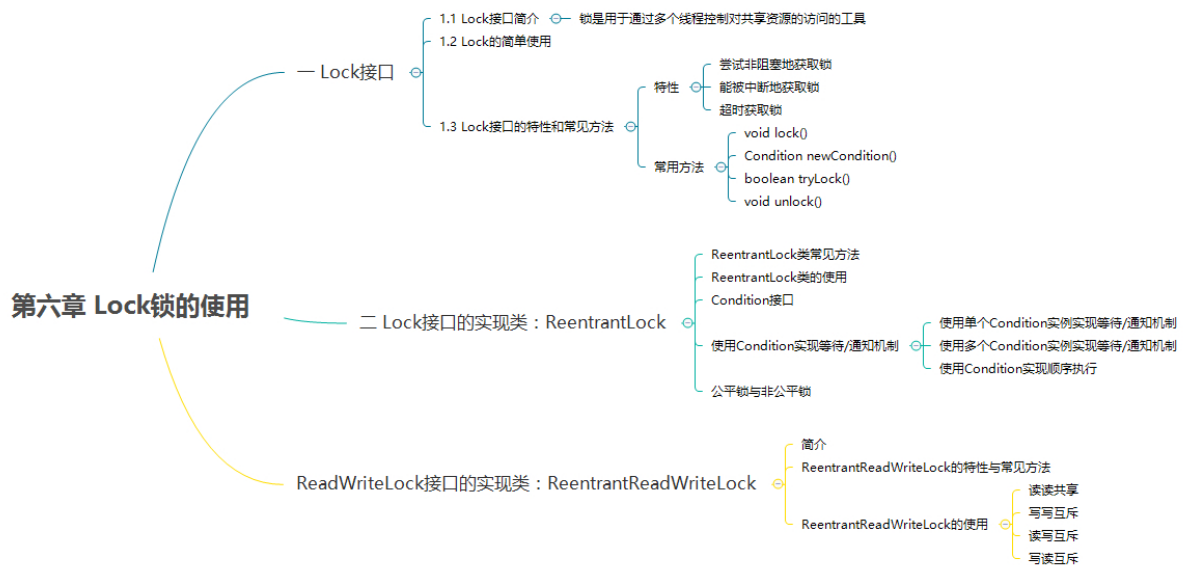 第六章 Lock锁的使用
一 Lock接口
1.1 Lock接口简介
锁是用于通过多个线程控制对共享资源的访问的工具
1.2 Lock的简单使用
1.3 Lock接口的特性和常见方法
特性
尝试非阻塞地获取锁
能被中断地获取锁
超时获取锁
常用方法
void lock()
Condition newCondition()
boolean tryLock()
void unlock()
二 Lock接口的实现类：ReentrantLock
ReentrantLock类常见方法
ReentrantLock类的使用
Condition接口
使用Condition实现等待/通知机制
使用单个Condition实例实现等待/通知机制
使用多个Condition实例实现等待/通知机制
使用Condition实现顺序执行
公平锁与非公平锁
ReadWriteLock接口的实现类：ReentrantReadWriteLock
简介
ReentrantReadWriteLock的特性与常见方法
ReentrantReadWriteLock的使用
读读共享
写写互斥
读写互斥
写读互斥